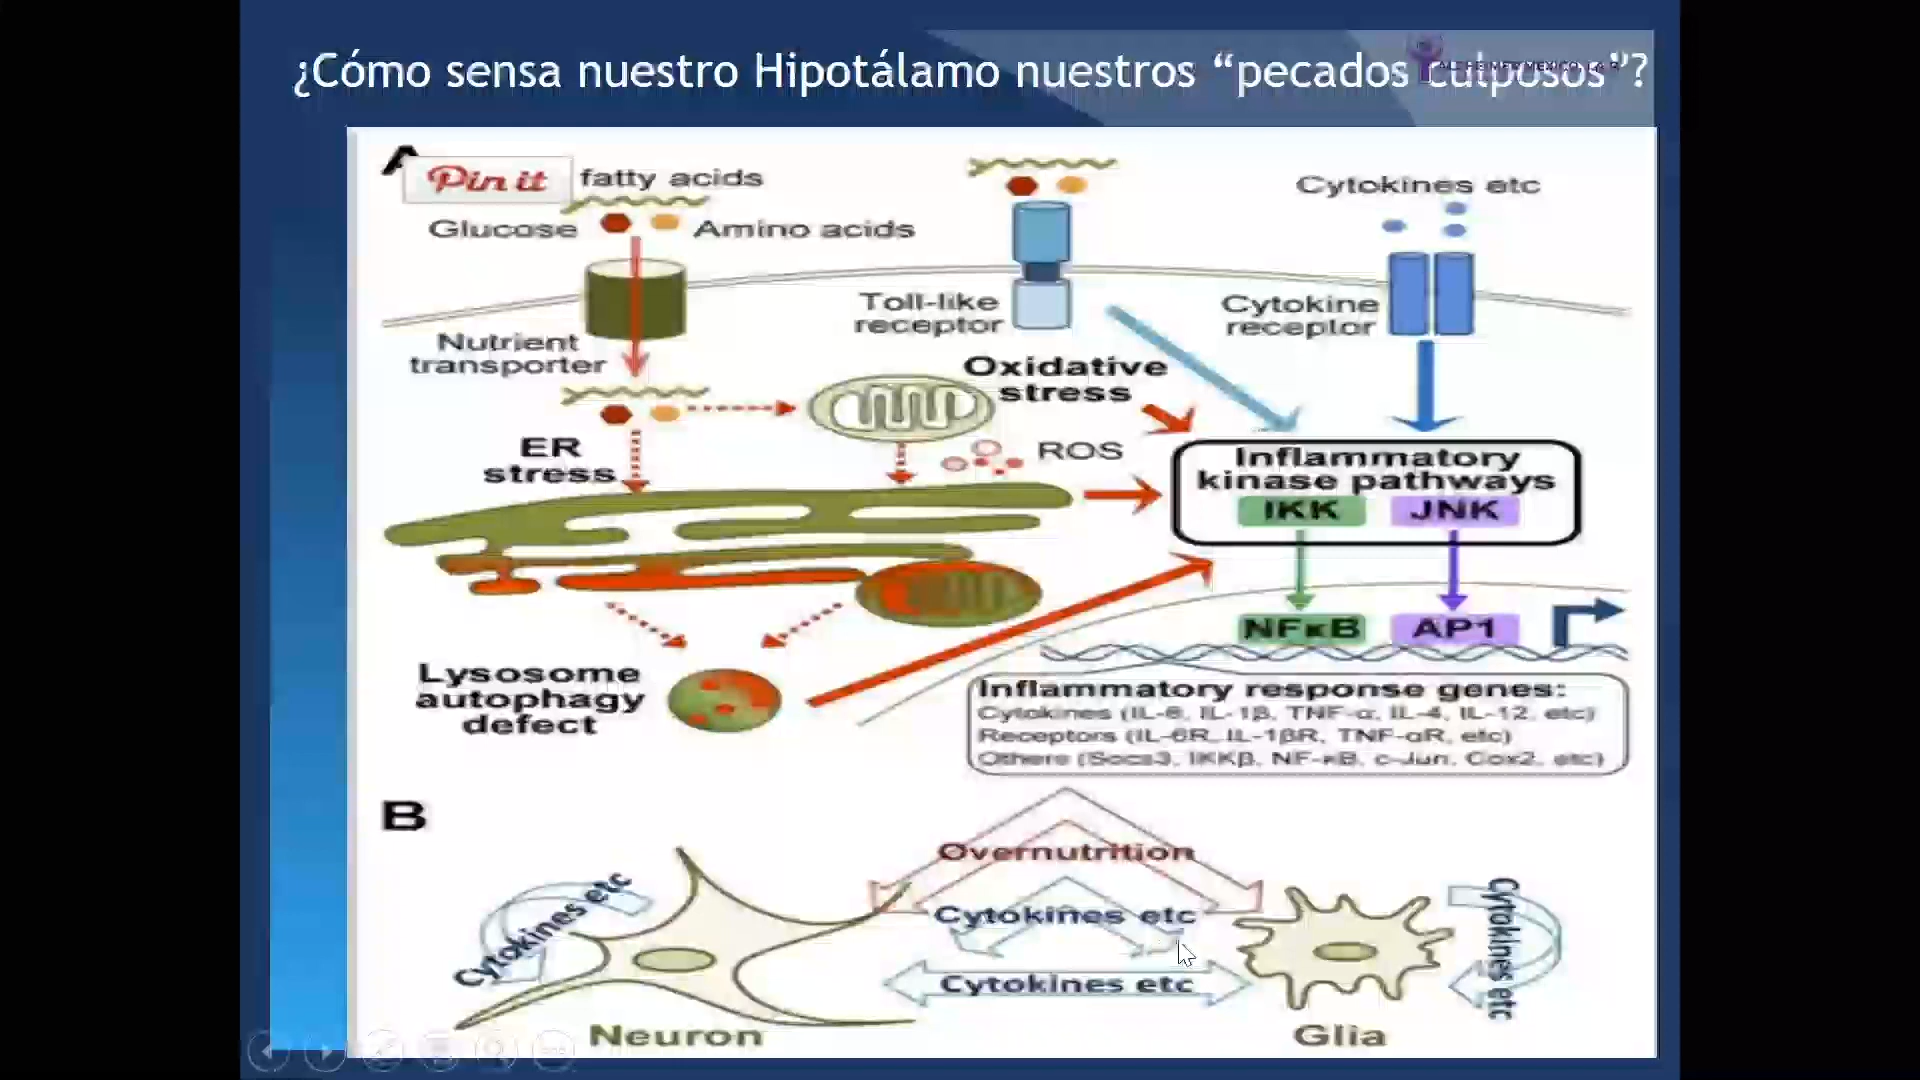 ¿Cómo sensa nuestro Hipotálamo nuestros “pecados culposos”?
A
Pin it
fatty acids
Glucose
Amino acids
Cytokines etc
Toll-like
receptor
Cytokine
receptor
Nutrient
transporter
Oxidative
stress
ER
stress
ROS
Inflammatory
kinase pathways
IKK
JNK
NFκB
AP1
Lysosome
autophagy
defect
Inflammatory response genes:
Cytokines (IL-6, IL-1β, TNF-α, IL-4, IL-12, etc)
Receptors (IL-6R, IL-1βR, TNF-αR, etc)
Others (Socs3, IKKβ, NF-κB, c-Jun, Cox2, etc)
B
Overnutrition
Cytokines etc
Cytokines etc
Cytokines etc
Cytokines etc
Neuron
Glia